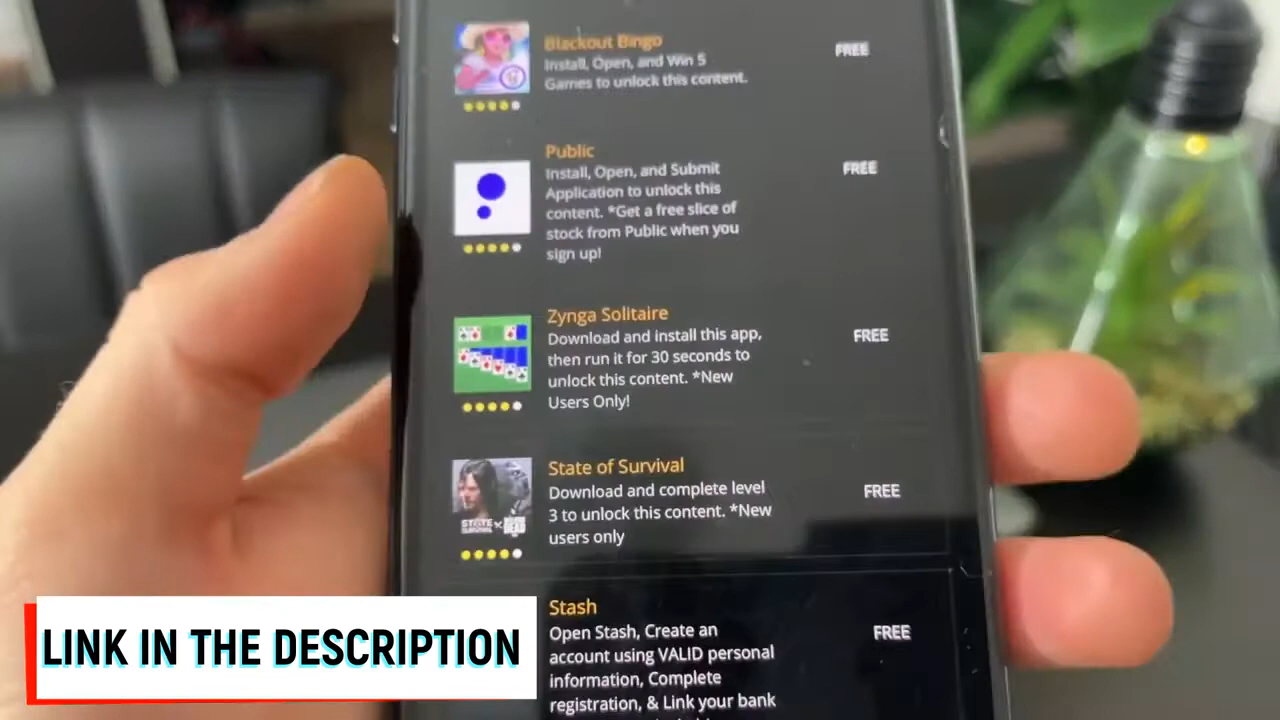 Blackout Bingo
Install, Open, and Win 5
Games to unlock this content.
FREE
Public
Install, Open, and Submit
Application to unlock this
content. *Get a free slice of
stock from Public when you
sign up!
FREE
Zynga Solitaire
Download and install this app,
then run it for 30 seconds to
unlock this content. *New
Users Only!
FREE
State of Survival
Download and complete level
3 to unlock this content. *New
users only
FREE
Stash
Open Stash, Create an
account using VALID personal
information, Complete
registration, & Link your bank
FREE
LINK IN THE DESCRIPTION